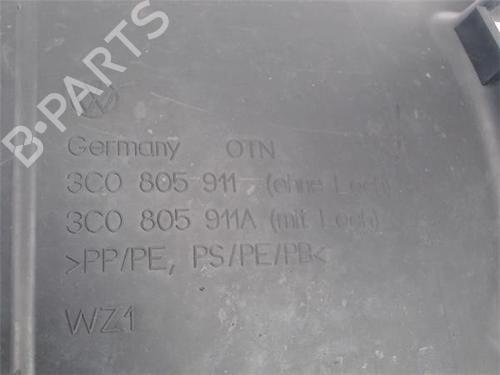 B-PARTS
Germany OTN
3C0 805 911 (ohne Loch)
3C0 805 911A (mit Loch)
>PP/PE, PS/PE/PB<
WZ1